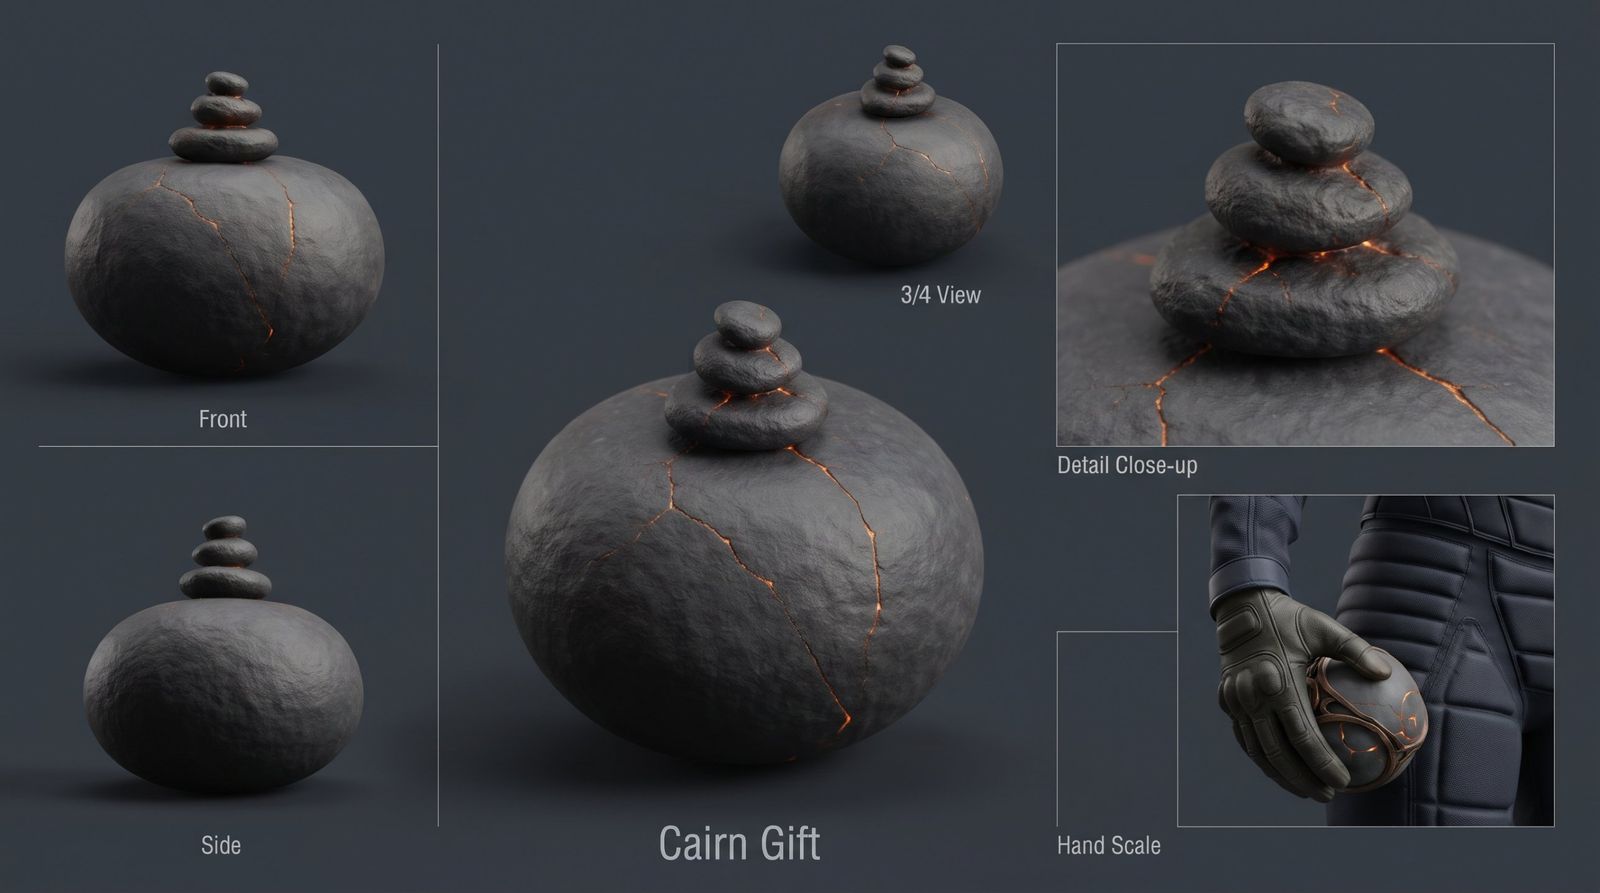 Front
3/4 View
Detail Close-up
Side
Cairn Gift
Hand Scale